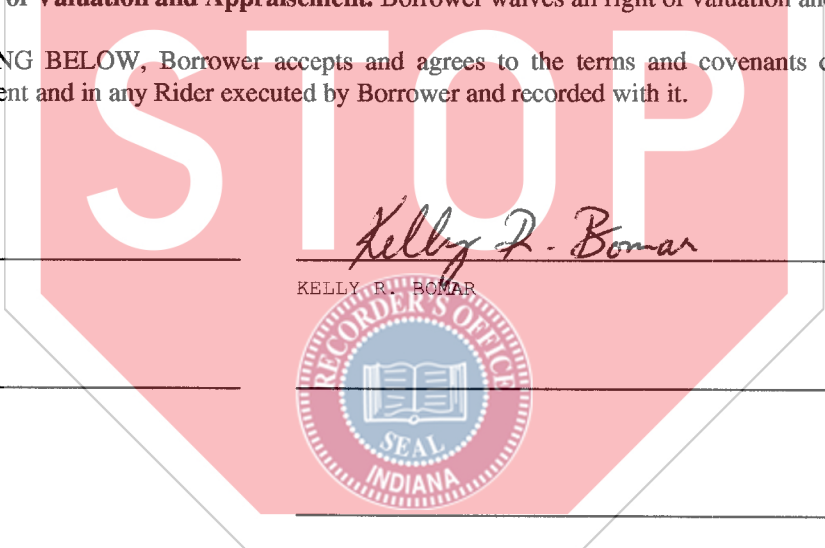 of Valuation and Appraisement. Borrower waives all right of valuation and
NG BELOW, Borrower accepts and agrees to the terms and covenants
ent and in any Rider executed by Borrower and recorded with it.
STOP
Kelly R. Bomar
KELLY R. BOMAR
RECORDER'S OFFICE
SEAL
INDIANA